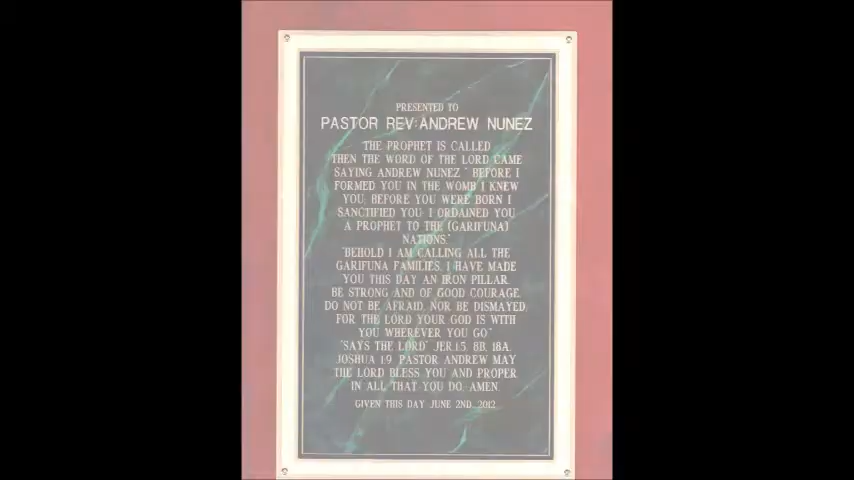 PRESENTED TO
PASTOR REV: ANDREW NUNEZ
THE PROPHET IS CALLED
THEN THE WORD OF THE LORD CAME
SAYING ANDREW NUNEZ " BEFORE I
FORMED YOU IN THE WOMB I KNEW
YOU; BEFORE YOU WERE BORN I
SANCTIFIED YOU; I ORDAINED YOU
A PROPHET TO THE (GARIFUNA)
NATIONS."
"BEHOLD I AM CALLING ALL THE
GARIFUNA FAMILIES, I HAVE MADE
YOU THIS DAY AN IRON PILLAR.
BE STRONG AND OF GOOD COURAGE,
DO NOT BE AFRAID, NOR BE DISMAYED,
FOR THE LORD YOUR GOD IS WITH
YOU WHEREVER YOU GO"
"SAYS THE LORD" JER.1:5, 8B, 18A.
JOSHUA 1:9 PASTOR ANDREW MAY
THE LORD BLESS YOU AND PROPER
IN ALL THAT YOU DO. AMEN.
GIVEN THIS DAY JUNE 2ND, 2012